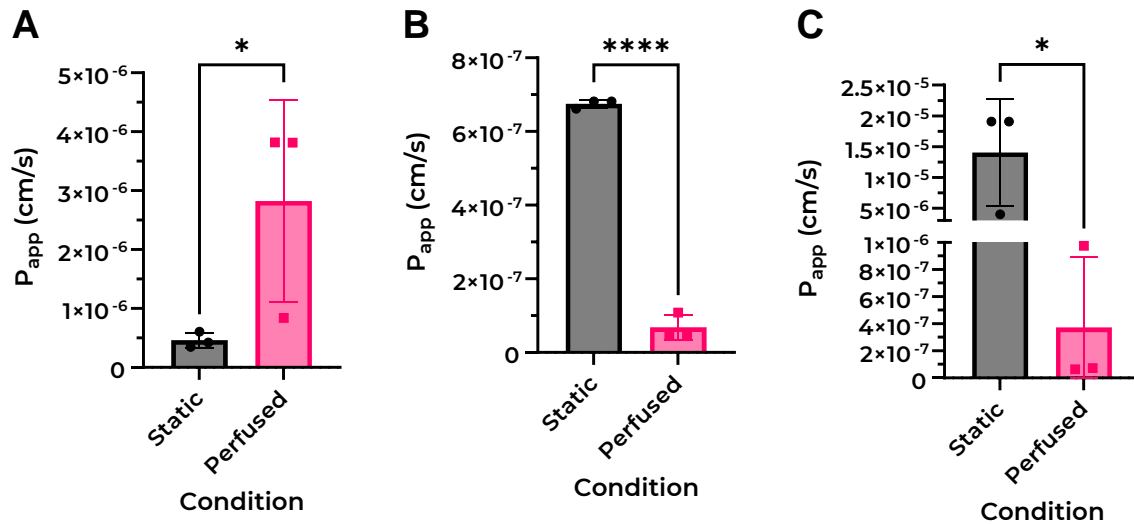 A
*
5×10⁻⁶
4×10⁻⁶
3×10⁻⁶
2×10⁻⁶
1×10⁻⁶
0
Papp (cm/s)
Static
Perfused
Condition
B
****
8×10⁻⁷
6×10⁻⁷
4×10⁻⁷
2×10⁻⁷
0
Papp (cm/s)
Static
Perfused
Condition
C
*
2.5×10⁻⁵
2×10⁻⁵
1.5×10⁻⁵
1×10⁻⁵
5×10⁻⁶
1×10⁻⁶
8×10⁻⁷
6×10⁻⁷
4×10⁻⁷
2×10⁻⁷
0
Papp (cm/s)
Static
Perfused
Condition